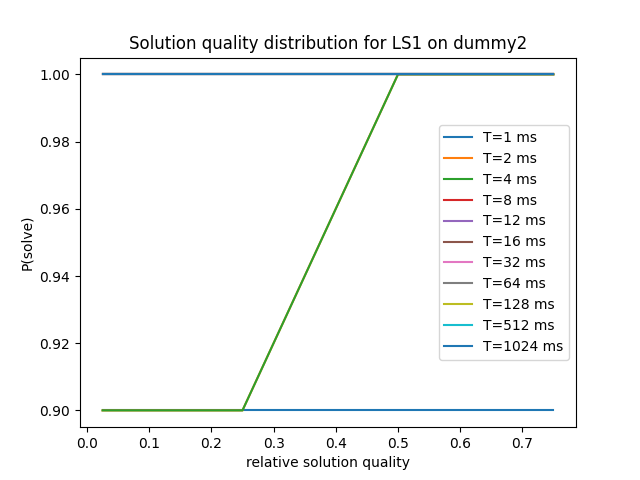 Solution quality distribution for LS1 on dummy2
1.00
0.98
0.96
0.94
0.92
0.90
P(solve)
T=1 ms
T=2 ms
T=4 ms
T=8 ms
T=12 ms
T=16 ms
T=32 ms
T=64 ms
T=128 ms
T=512 ms
T=1024 ms
0.0 0.1 0.2 0.3 0.4 0.5 0.6 0.7
relative solution quality